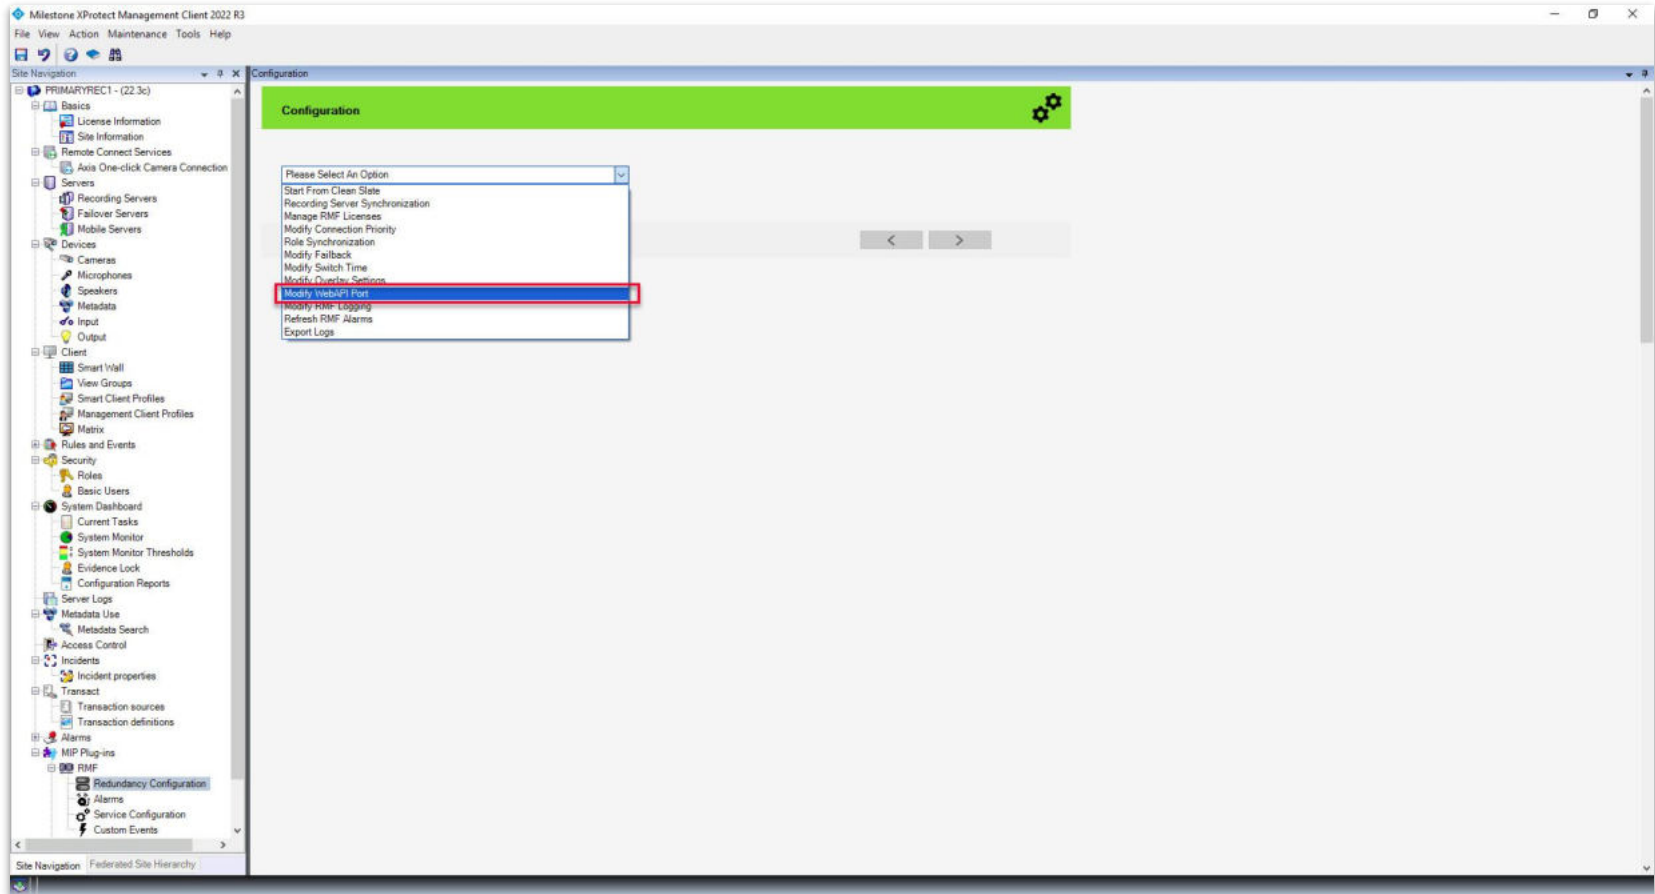 Milestone XProtect Management Client 2022 R3
File View Action Maintenance Tools Help
Site Navigation
PRIMARYREC1 - (22.3c)
Basics
License Information
Site Information
Remote Connect Services
Axis One-click Camera Connection
Servers
Recording Servers
Failover Servers
Mobile Servers
Devices
Cameras
Microphones
Speakers
Metadata
Input
Output
Client
Smart Wall
View Groups
Smart Client Profiles
Management Client Profiles
Matrix
Rules and Events
Security
Roles
Basic Users
System Dashboard
Current Tasks
System Monitor
System Monitor Thresholds
Evidence Lock
Configuration Reports
Server Logs
Metadata Use
Metadata Search
Access Control
Incidents
Incident properties
Transact
Transaction sources
Transaction definitions
Alarms
MIP Plug-ins
RMF
Redundancy Configuration
Alarms
Service Configuration
Custom Events
Site Navigation Federated Site Hierarchy
Configuration
Configuration
Please Select An Option
Start From Clean Slate
Recording Server Synchronization
Manage RMF Licenses
Modify Connection Priority
Role Synchronization
Modify Failback
Modify Switch Time
Modify Overlay Settings
Modify WebAPI Port
Modify RMF Logging
Refresh RMF Alarms
Export Logs